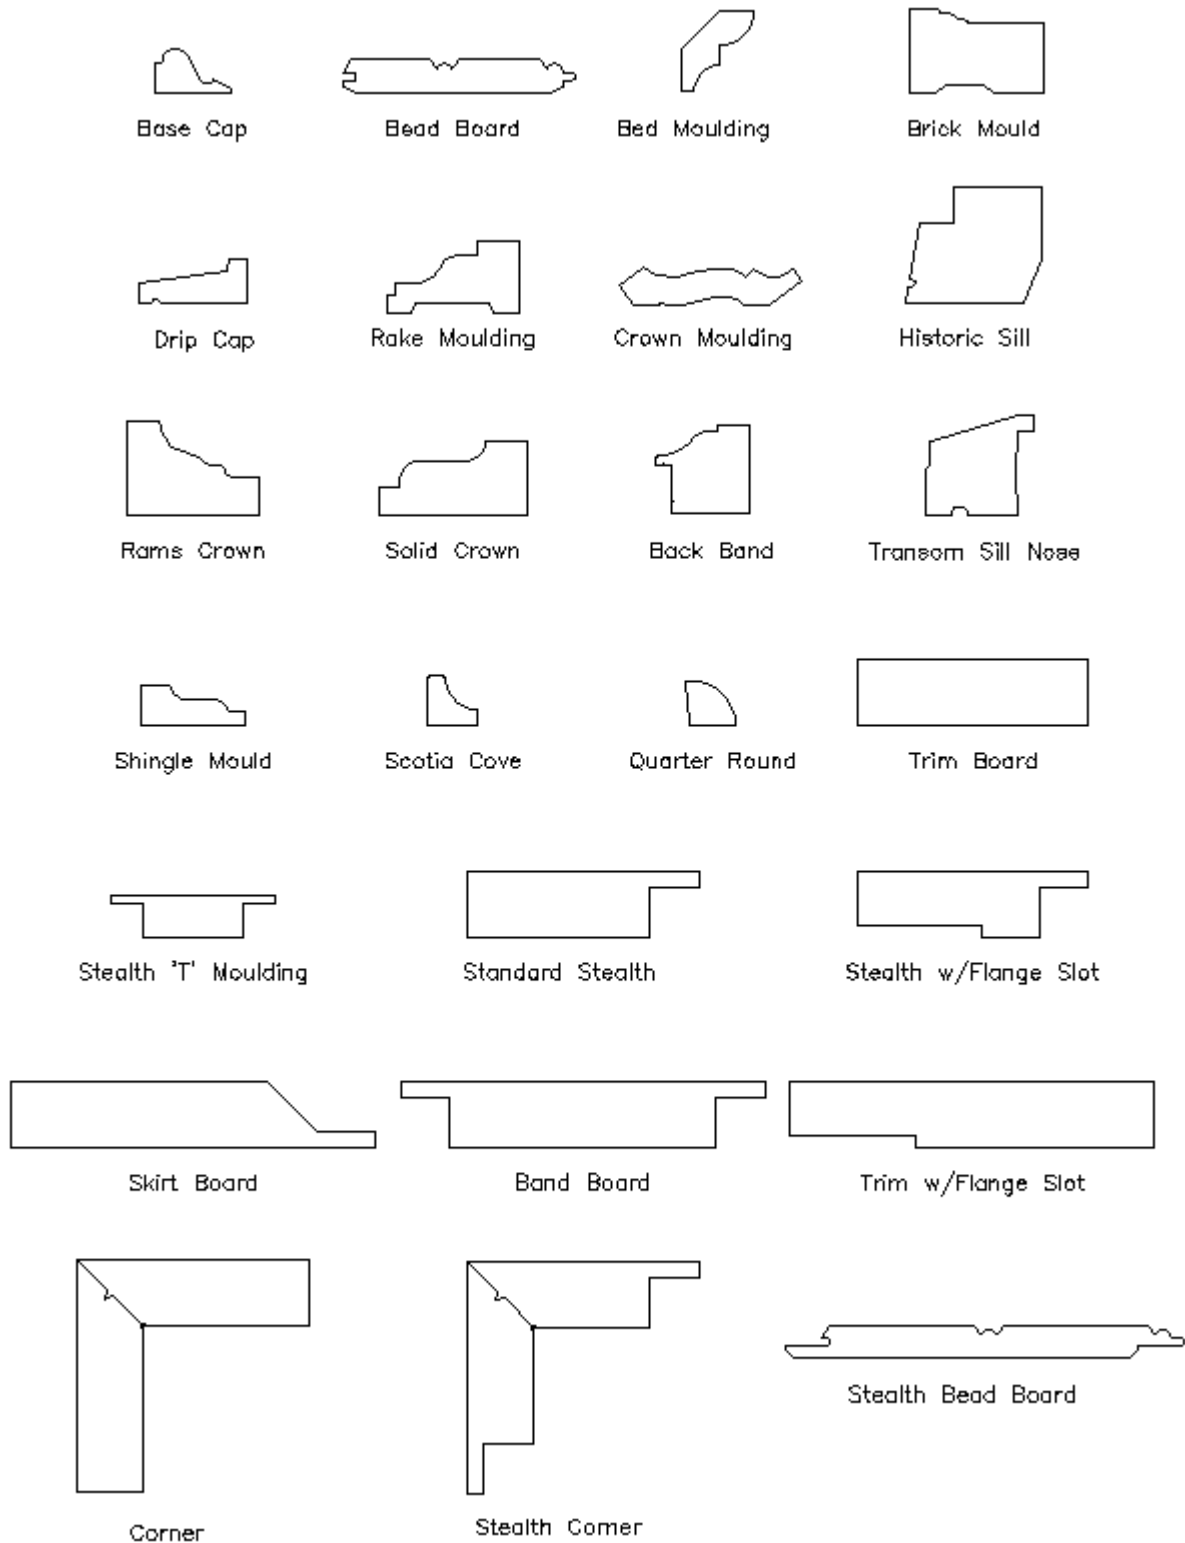 Base Cap
Bead Board
Bed Moulding
Brick Mould
Drip Cap
Rake Moulding
Crown Moulding
Historic Sill
Rams Crown
Solid Crown
Back Band
Transom Sill Nose
Shingle Mould
Scotia Cove
Quarter Round
Trim Board
Stealth 'T' Moulding
Standard Stealth
Stealth w/Flange Slot
Skirt Board
Band Board
Trim w/Flange Slot
Stealth Bead Board
Corner
Stealth Corner